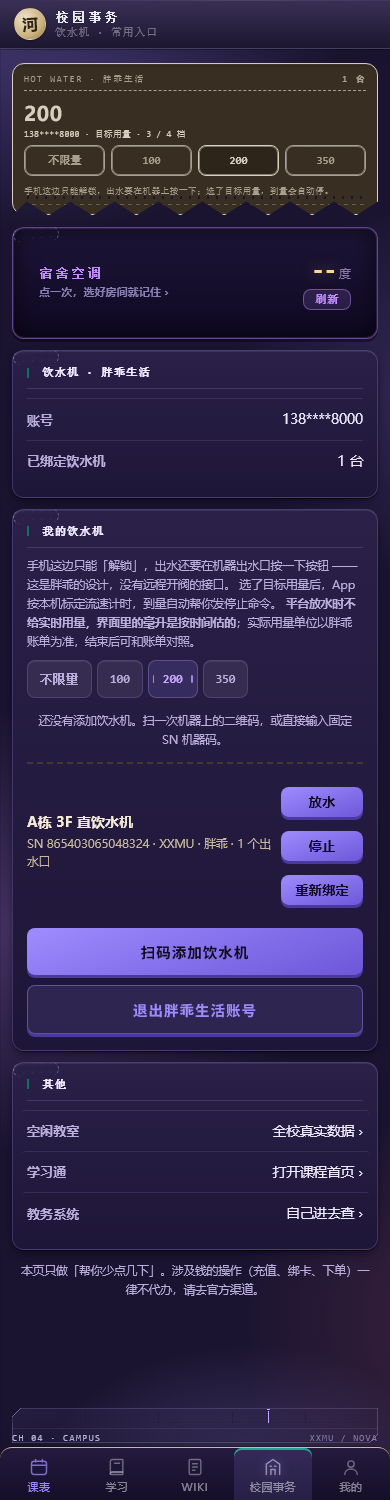 河
校园事务
饮水机 · 常用入口
HOT WATER · 胖乖生活
1 台
200
138****8000 · 目标用量 · 3 / 4 档
不限量
100
200
350
手机这边只能解锁，出水要在机器上按一下；选了目标用量，到量会自动停。
宿舍空调
点一次，选好房间就记住 ›
-- 度
刷新
饮水机 · 胖乖生活
账号
138****8000
已绑定饮水机
1 台
我的饮水机
手机这边只能「解锁」，出水还要在机器出水口按一下按钮 ——
这是胖乖的设计，没有远程开阀的接口。 选了目标用量后，App
按本机标定流速计时，到量自动帮你发停止命令。 平台放水时不
给实时用量，界面里的毫升是按时间估的；实际用量单位以胖乖
账单为准，结束后可和账单对照。
不限量
100
200
350
还没有添加饮水机。扫一次机器上的二维码，或直接输入固定
SN 机器码。
A栋 3F 直饮水机
SN 865403065048324 · XXMU · 胖乖 · 1 个出
水口
放水
停止
重新绑定
扫码添加饮水机
退出胖乖生活账号
其他
空闲教室
全校真实数据 ›
学习通
打开课程首页 ›
教务系统
自己进去查 ›
本页只做「帮你少点几下」。涉及钱的操作（充值、绑卡、下单）一
律不代办，请去官方渠道。
CH 04 · CAMPUS
XXMU / NOVA
课表
学习
WIKI
校园事务
我的